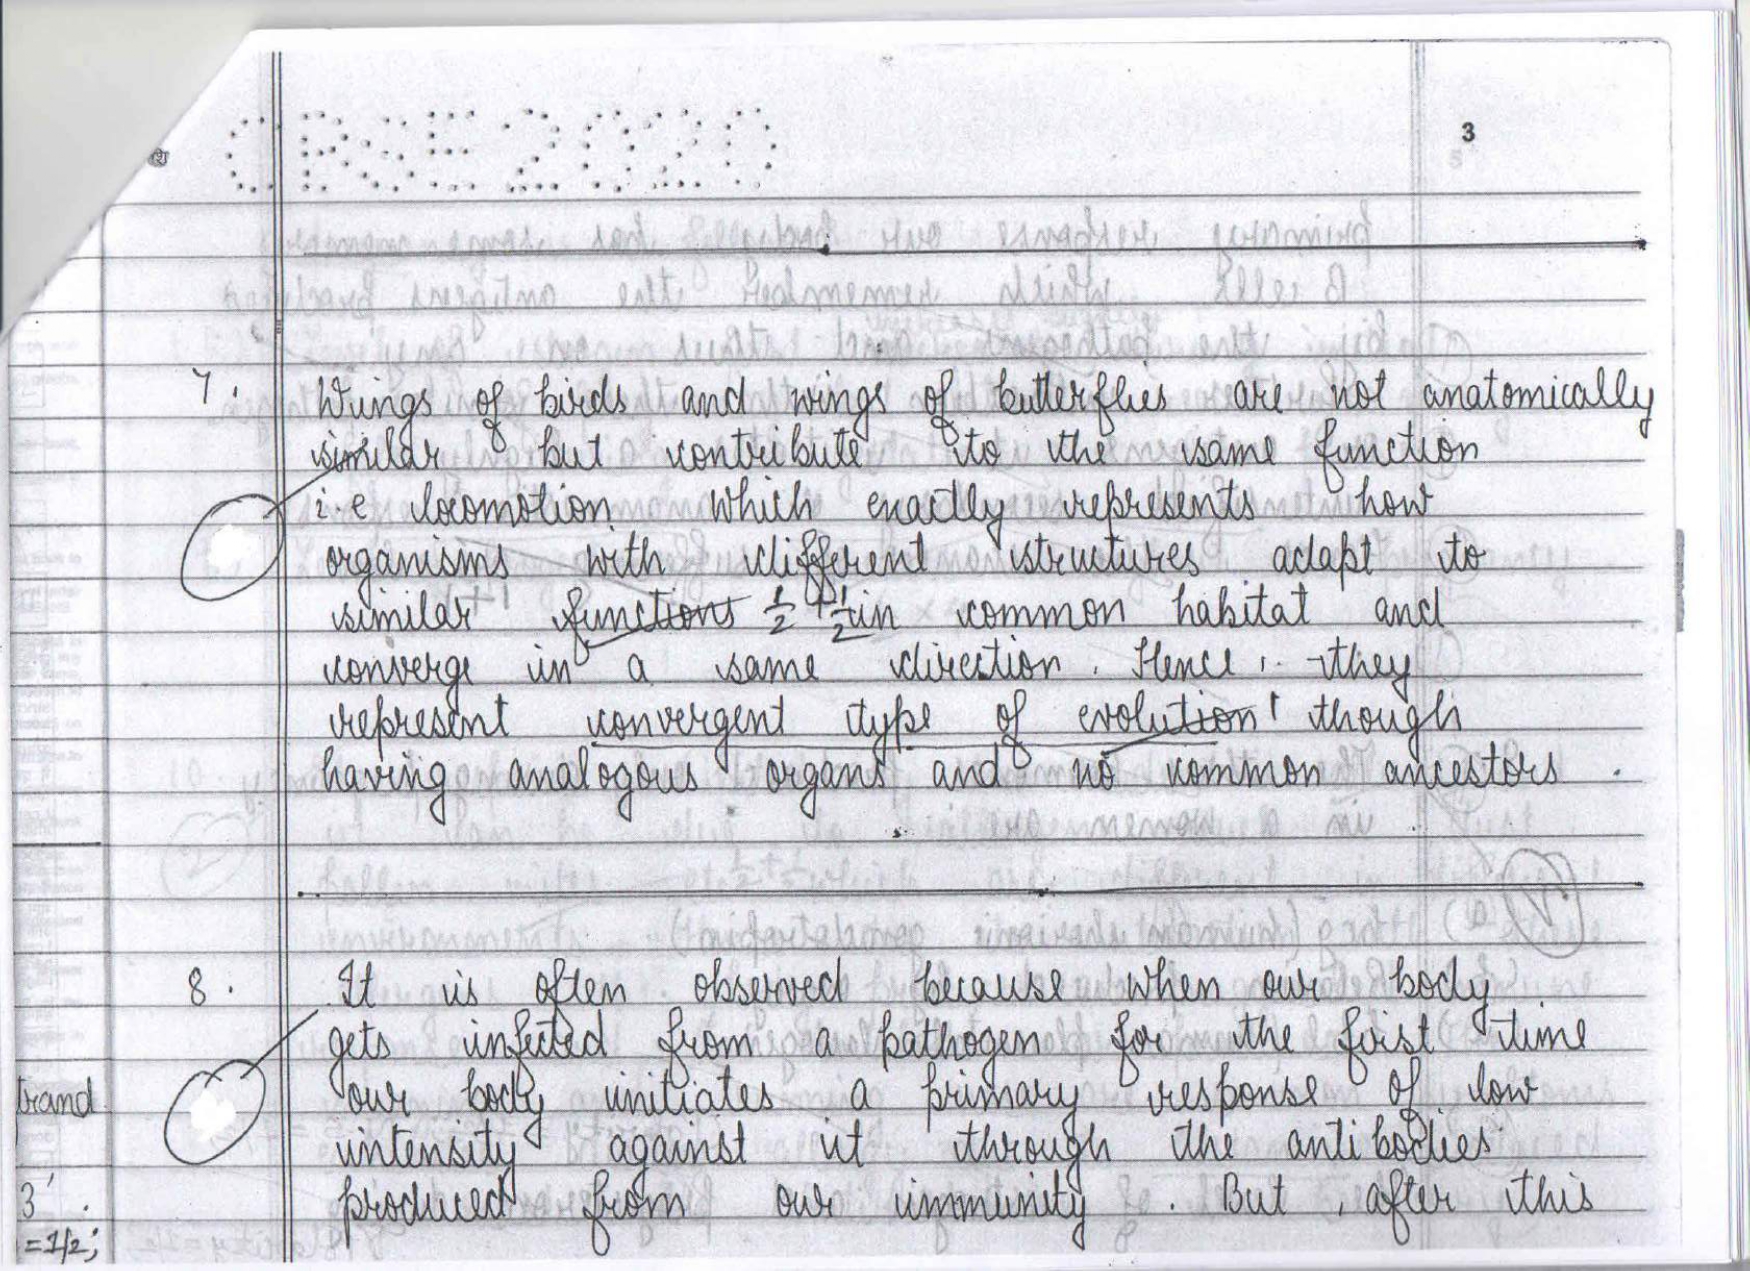 CBSE 2020
3
7. Wings of birds and wings of butterflies are not anatomically
similar but contribute to the same function
i.e locomotion which exactly represents how
organisms with different structures adapt to
similar functions 1/2 + 1/2 in common habitat and
converge in a same direction. Hence, they
represent convergent type of evolution though
having analogous organs and no common ancestors.
8. It is often observed because when our body
gets infected from a pathogen for the first time
our body initiates a primary response of low
intensity against it through the antibodies
produced from our immunity. But, after this
trand
3'
=1/2;